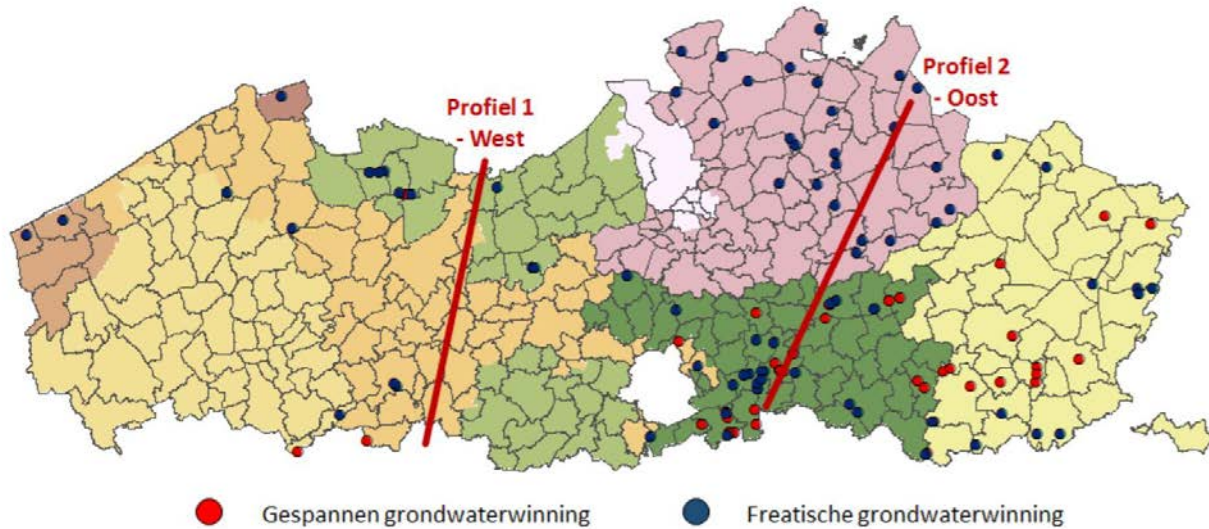 Profiel 1
- West
Profiel 2
- Oost
Gespannen grondwaterwinning
Freatische grondwaterwinning